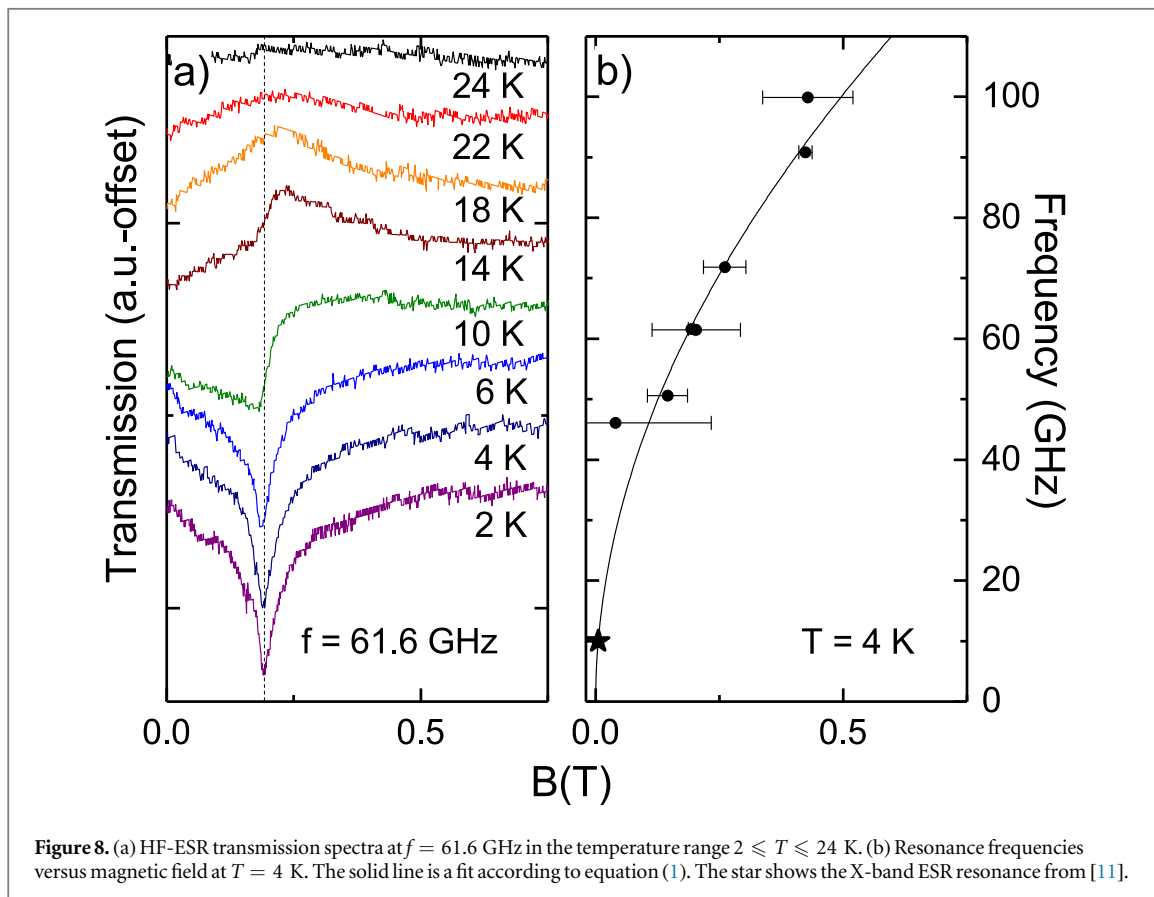 a)
24 K
22 K
18 K
14 K
10 K
6 K
4 K
2 K
f = 61.6 GHz
Transmission (a.u.-offset)
0.0 0.5
b)
T = 4 K
100
80
60
40
20
0
Frequency (GHz)
0.0 0.5
B(T)
Figure 8. (a) HF-ESR transmission spectra at f = 61.6 GHz in the temperature range 2 ⩽ T ⩽ 24 K. (b) Resonance frequencies
versus magnetic field at T = 4 K. The solid line is a fit according to equation (1). The star shows the X-band ESR resonance from [11].